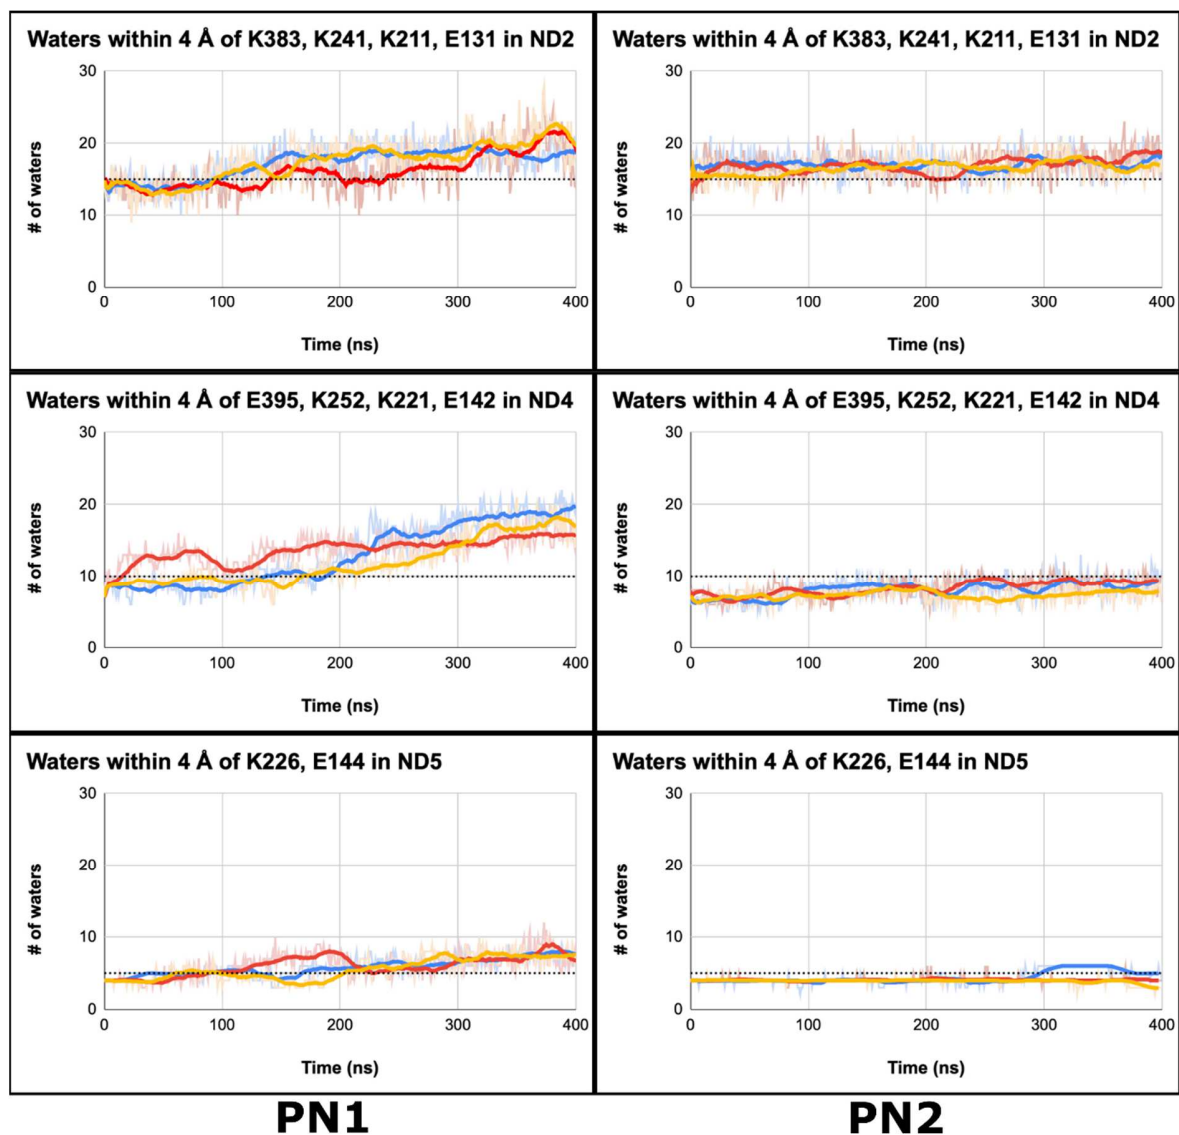 Waters within 4 Å of K383, K241, K211, E131 in ND2
30
20
10
0
# of waters
0 100 200 300 400
Time (ns)
Waters within 4 Å of K383, K241, K211, E131 in ND2
30
20
10
0
# of waters
0 100 200 300 400
Time (ns)
Waters within 4 Å of E395, K252, K221, E142 in ND4
30
20
10
0
# of waters
0 100 200 300 400
Time (ns)
Waters within 4 Å of E395, K252, K221, E142 in ND4
30
20
10
0
# of waters
0 100 200 300 400
Time (ns)
Waters within 4 Å of K226, E144 in ND5
30
20
10
0
# of waters
0 100 200 300 400
Time (ns)
Waters within 4 Å of K226, E144 in ND5
30
20
10
0
# of waters
0 100 200 300 400
Time (ns)
PN1
PN2